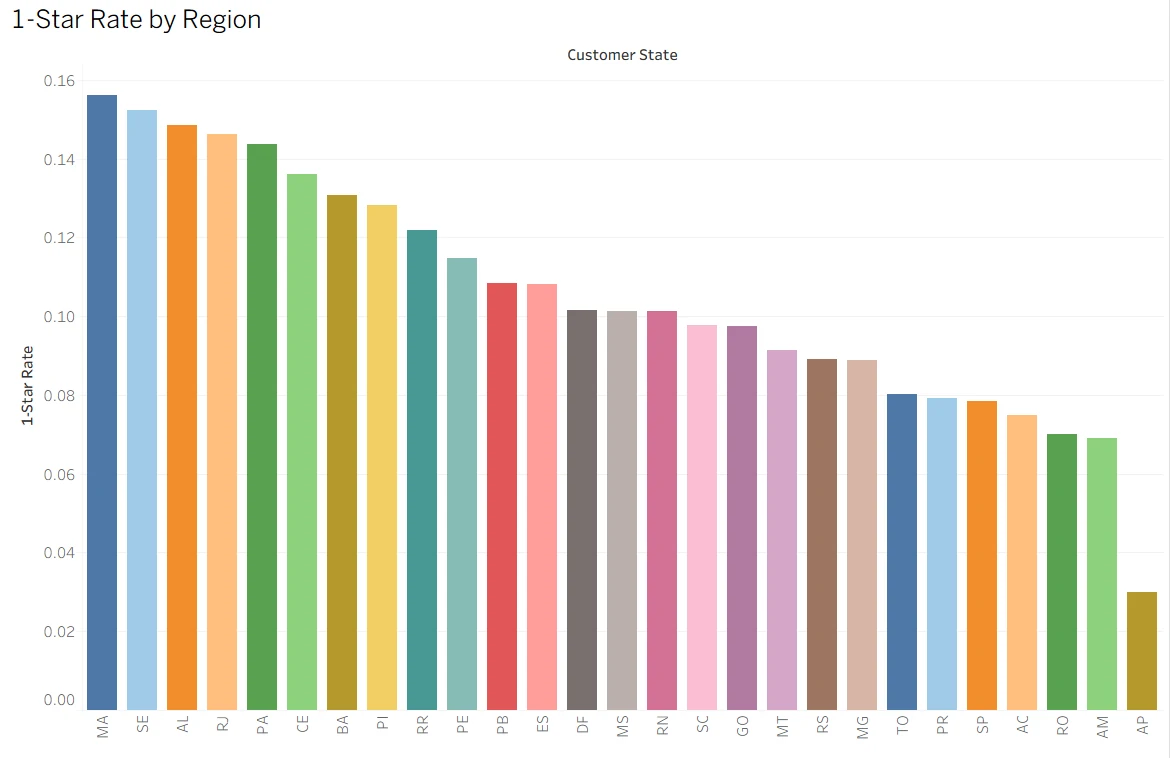 1-Star Rate by Region
Customer State
0.16
0.14
0.12
0.10
0.08
0.06
0.04
0.02
0.00
1-Star Rate
MA SE AL RJ PA CE BA PI RR PE PB ES DF MS RN SC GO MT RS MG TO PR SP AC RO AM AP